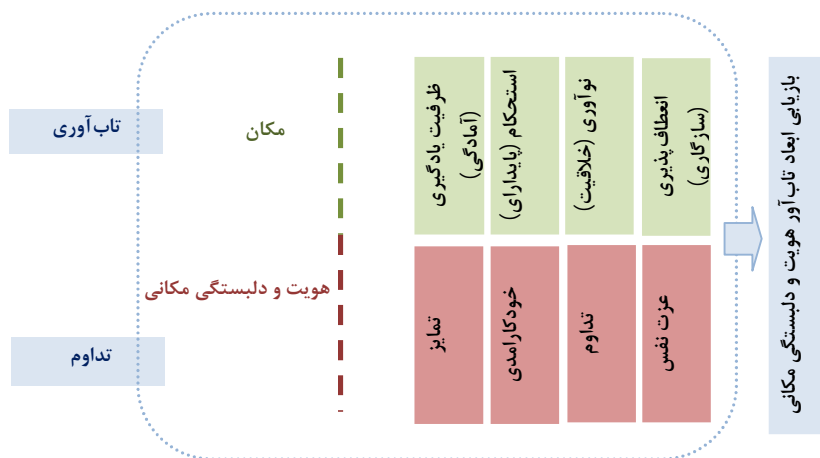 تاب آوری
مکان
ظرفیت یادگیری
(آمادگی)
استحکام (پایدارای)
نوآوری (خلاقیت)
انعطاف پذیری
(سازگاری)
هویت و دلبستگی مکانی
تداوم
تمایز
خودکارامدی
تداوم
عزت نفس
بازیابی ابعاد تاب آور هویت و دلبستگی مکانی